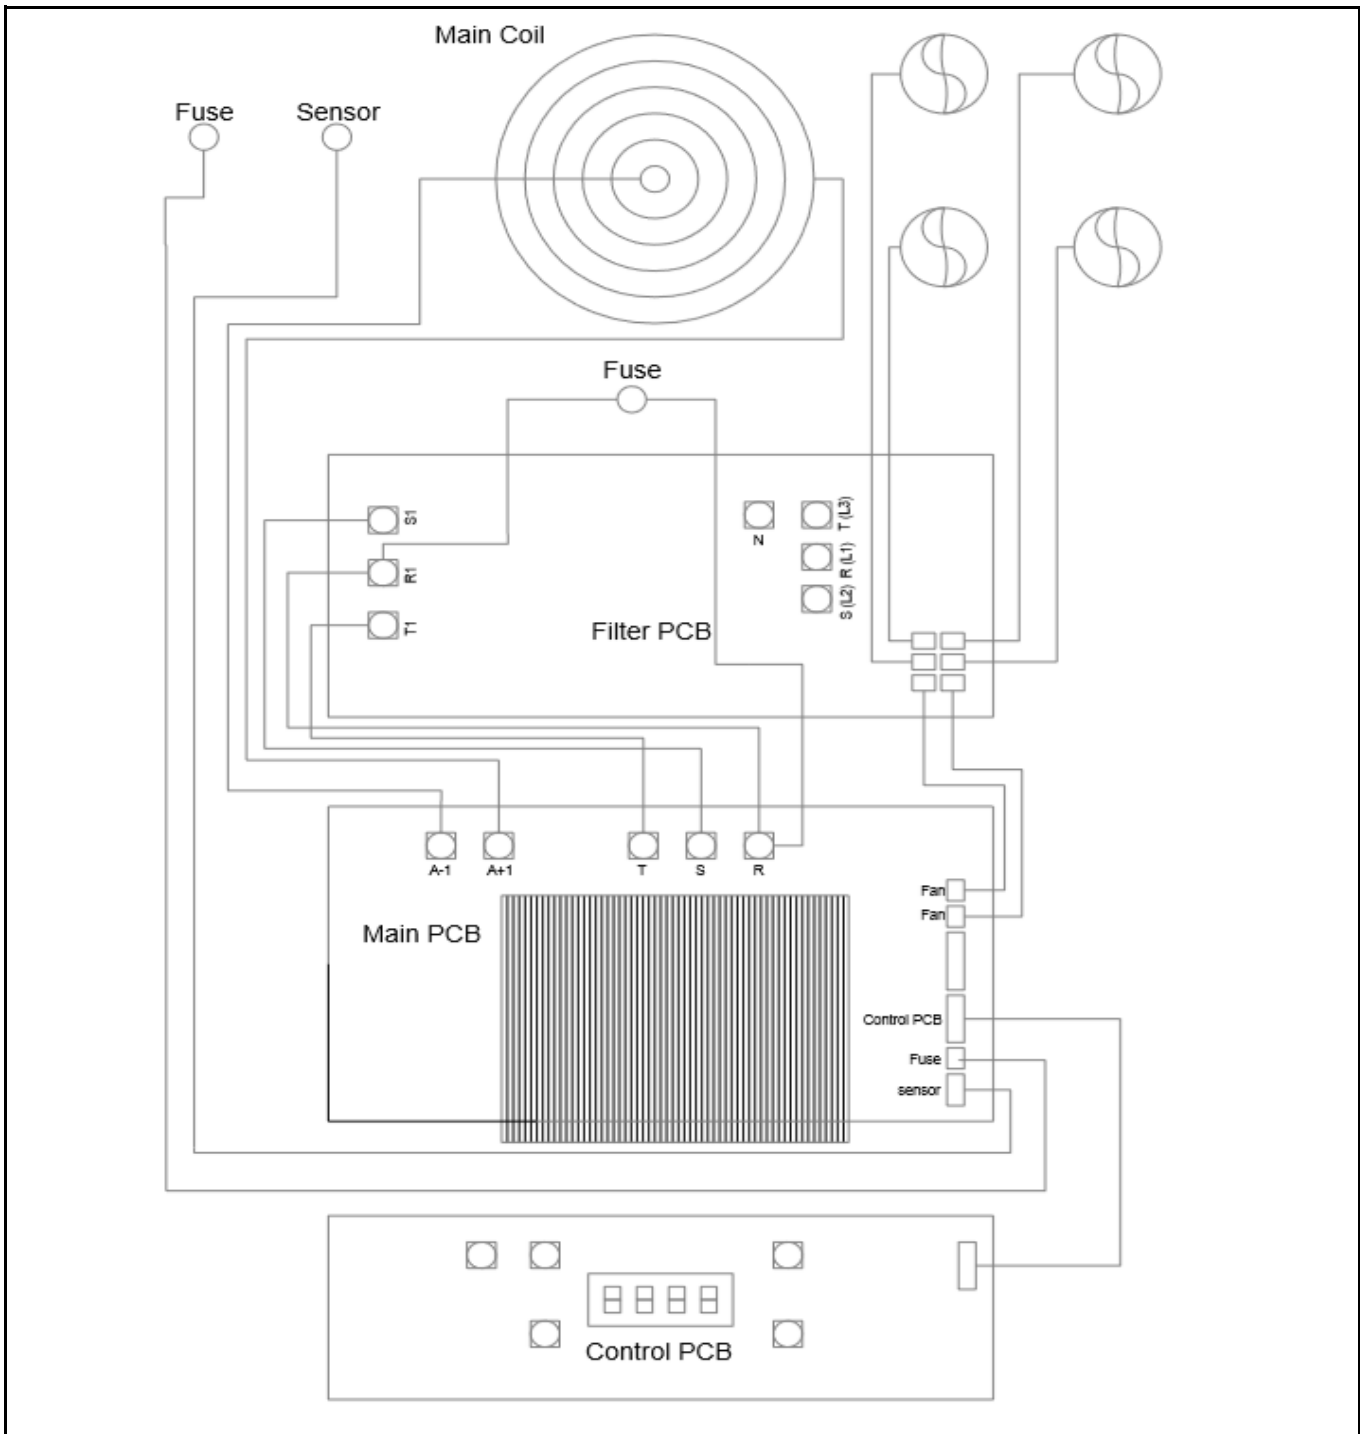 Main Coil
Fuse
Sensor
Fuse
S1
R1
T1
N
T (L3)
R (L1)
S (L2)
Filter PCB
A-1
A+1
T
S
R
Main PCB
Fan
Fan
Control PCB
Fuse
sensor
Control PCB